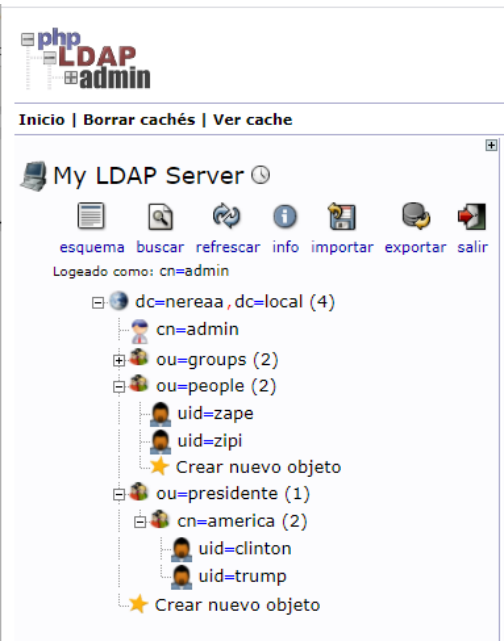 php
LDAP
admin
Inicio | Borrar cachés | Ver cache
My LDAP Server
esquema buscar refrescar info importar exportar salir
Logeado como: cn=admin
dc=nereaa,dc=local (4)
cn=admin
ou=groups (2)
ou=people (2)
uid=zape
uid=zipi
Crear nuevo objeto
ou=presidente (1)
cn=america (2)
uid=clinton
uid=trump
Crear nuevo objeto